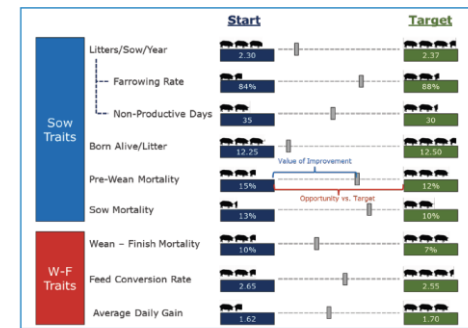 Start Target
Sow Traits
Litters/Sow/Year 2.30 2.37
Farrowing Rate 84% 88%
Non-Productive Days 35 30
Born Alive/Litter 12.25 12.50
Value of Improvement
Pre-Wean Mortality 15% 12%
Opportunity vs. Target
Sow Mortality 13% 10%
W-F Traits
Wean – Finish Mortality 10% 7%
Feed Conversion Rate 2.65 2.55
Average Daily Gain 1.62 1.70